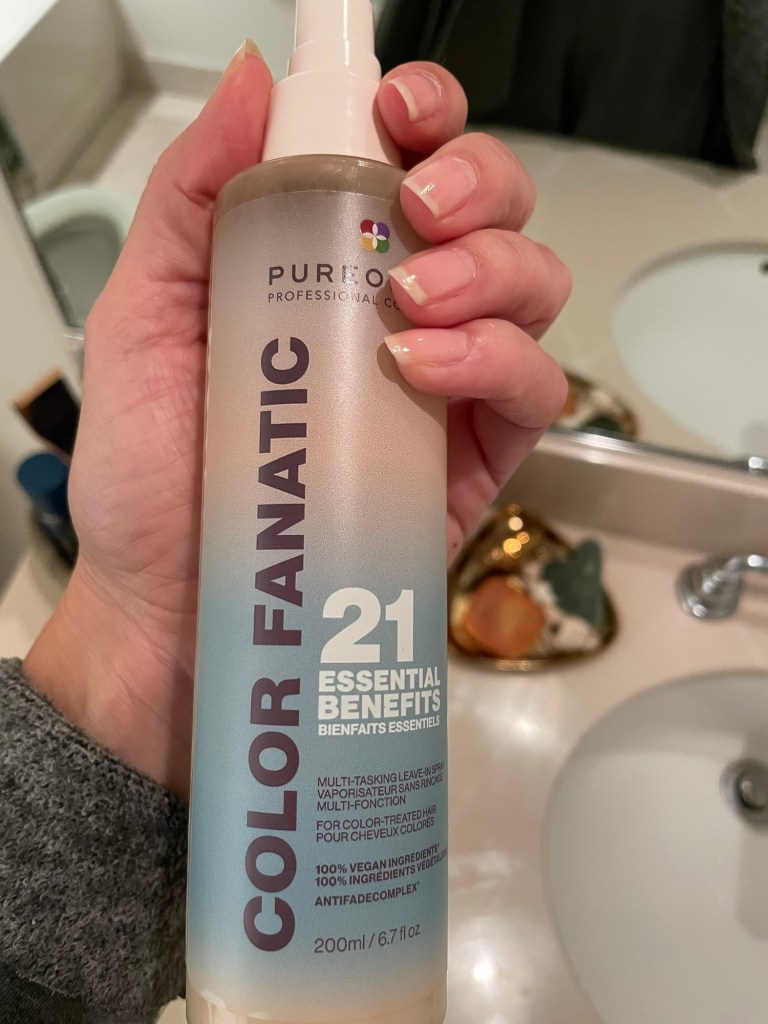 PUREO
PROFESSIONAL CO
COLOR FANATIC
21
ESSENTIAL
BENEFITS
BIENFAITS ESSENTIELS
MULTI-TASKING LEAVE-IN SPRAY
VAPORISATEUR SANS RINÇAGE
MULTI-FONCTION
FOR COLOR-TREATED HAIR
POUR CHEVEUX COLORÉS
100% VEGAN INGREDIENTS*
100% INGRÉDIENTS
ANTIFADECOMPLEX®
200ml / 6.7 fl oz